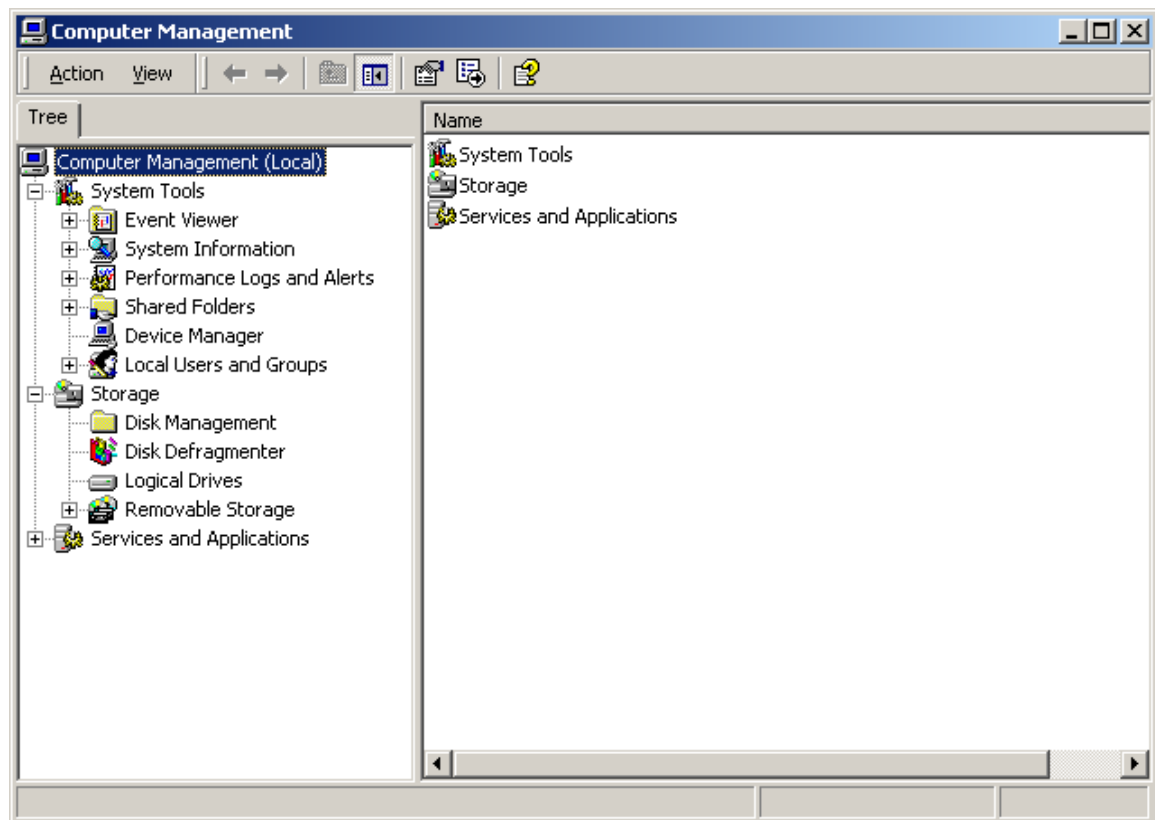 Computer Management
Action View
Tree
Computer Management (Local)
System Tools
Event Viewer
System Information
Performance Logs and Alerts
Shared Folders
Device Manager
Local Users and Groups
Storage
Disk Management
Disk Defragmenter
Logical Drives
Removable Storage
Services and Applications
Name
System Tools
Storage
Services and Applications